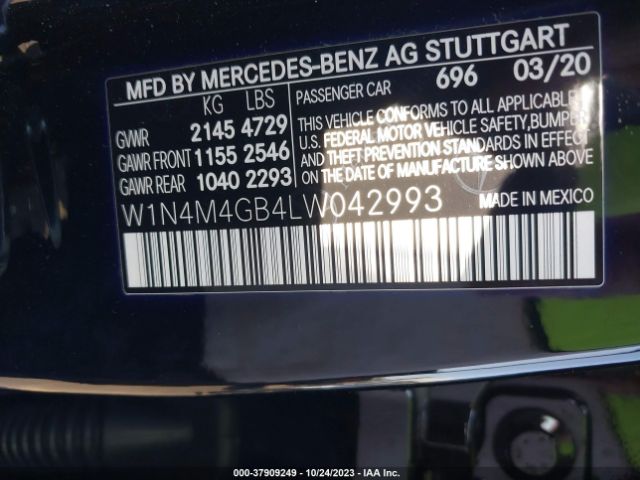 MFD BY MERCEDES-BENZ AG STUTTGART
KG LBS
PASSENGER CAR 696 03/20
GVWR 2145 4729
GAWR FRONT 1155 2546
GAWR REAR 1040 2293
THIS VEHICLE CONFORMS TO ALL APPLICABLE
U.S. FEDERAL MOTOR VEHICLE SAFETY, BUMPER
AND THEFT PREVENTION STANDARDS IN EFFECT
ON THE DATE OF MANUFACTURE SHOWN ABOVE
W1N4M4GB4LW042993 MADE IN MEXICO
000-37909249 - 10/24/2023 - IAA Inc.